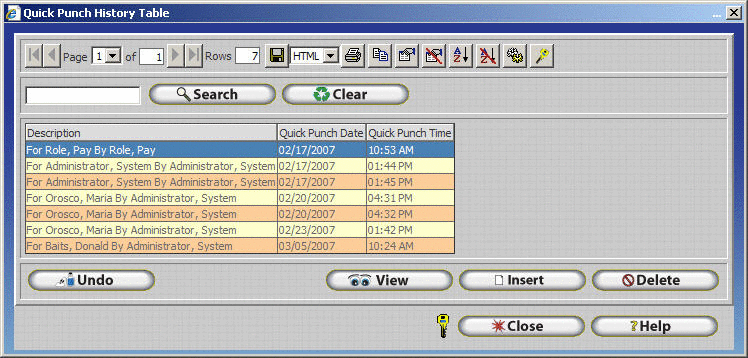 Quick Punch History Table
Page 1 of 1 Rows 7 HTML
Search Clear
Description Quick Punch Date Quick Punch Time
For Role, Pay By Role, Pay 02/17/2007 10:53 AM
For Administrator, System By Administrator, System 02/17/2007 01:44 PM
For Administrator, System By Administrator, System 02/17/2007 01:45 PM
For Orosco, Maria By Administrator, System 02/20/2007 04:31 PM
For Orosco, Maria By Administrator, System 02/20/2007 04:32 PM
For Orosco, Maria By Administrator, System 02/23/2007 01:42 PM
For Baits, Donald By Administrator, System 03/05/2007 10:24 AM
Undo View Insert Delete
Close Help